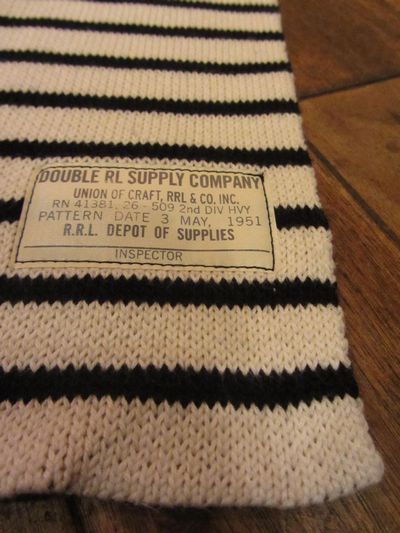 DOUBLE RL SUPPLY COMPANY
UNION OF CRAFT, RRL & CO, INC.
RN 41381, 26 - 509 2nd DIV HVY
PATTERN DATE 3 MAY, 1951
R.R.L. DEPOT OF SUPPLIES
INSPECTOR